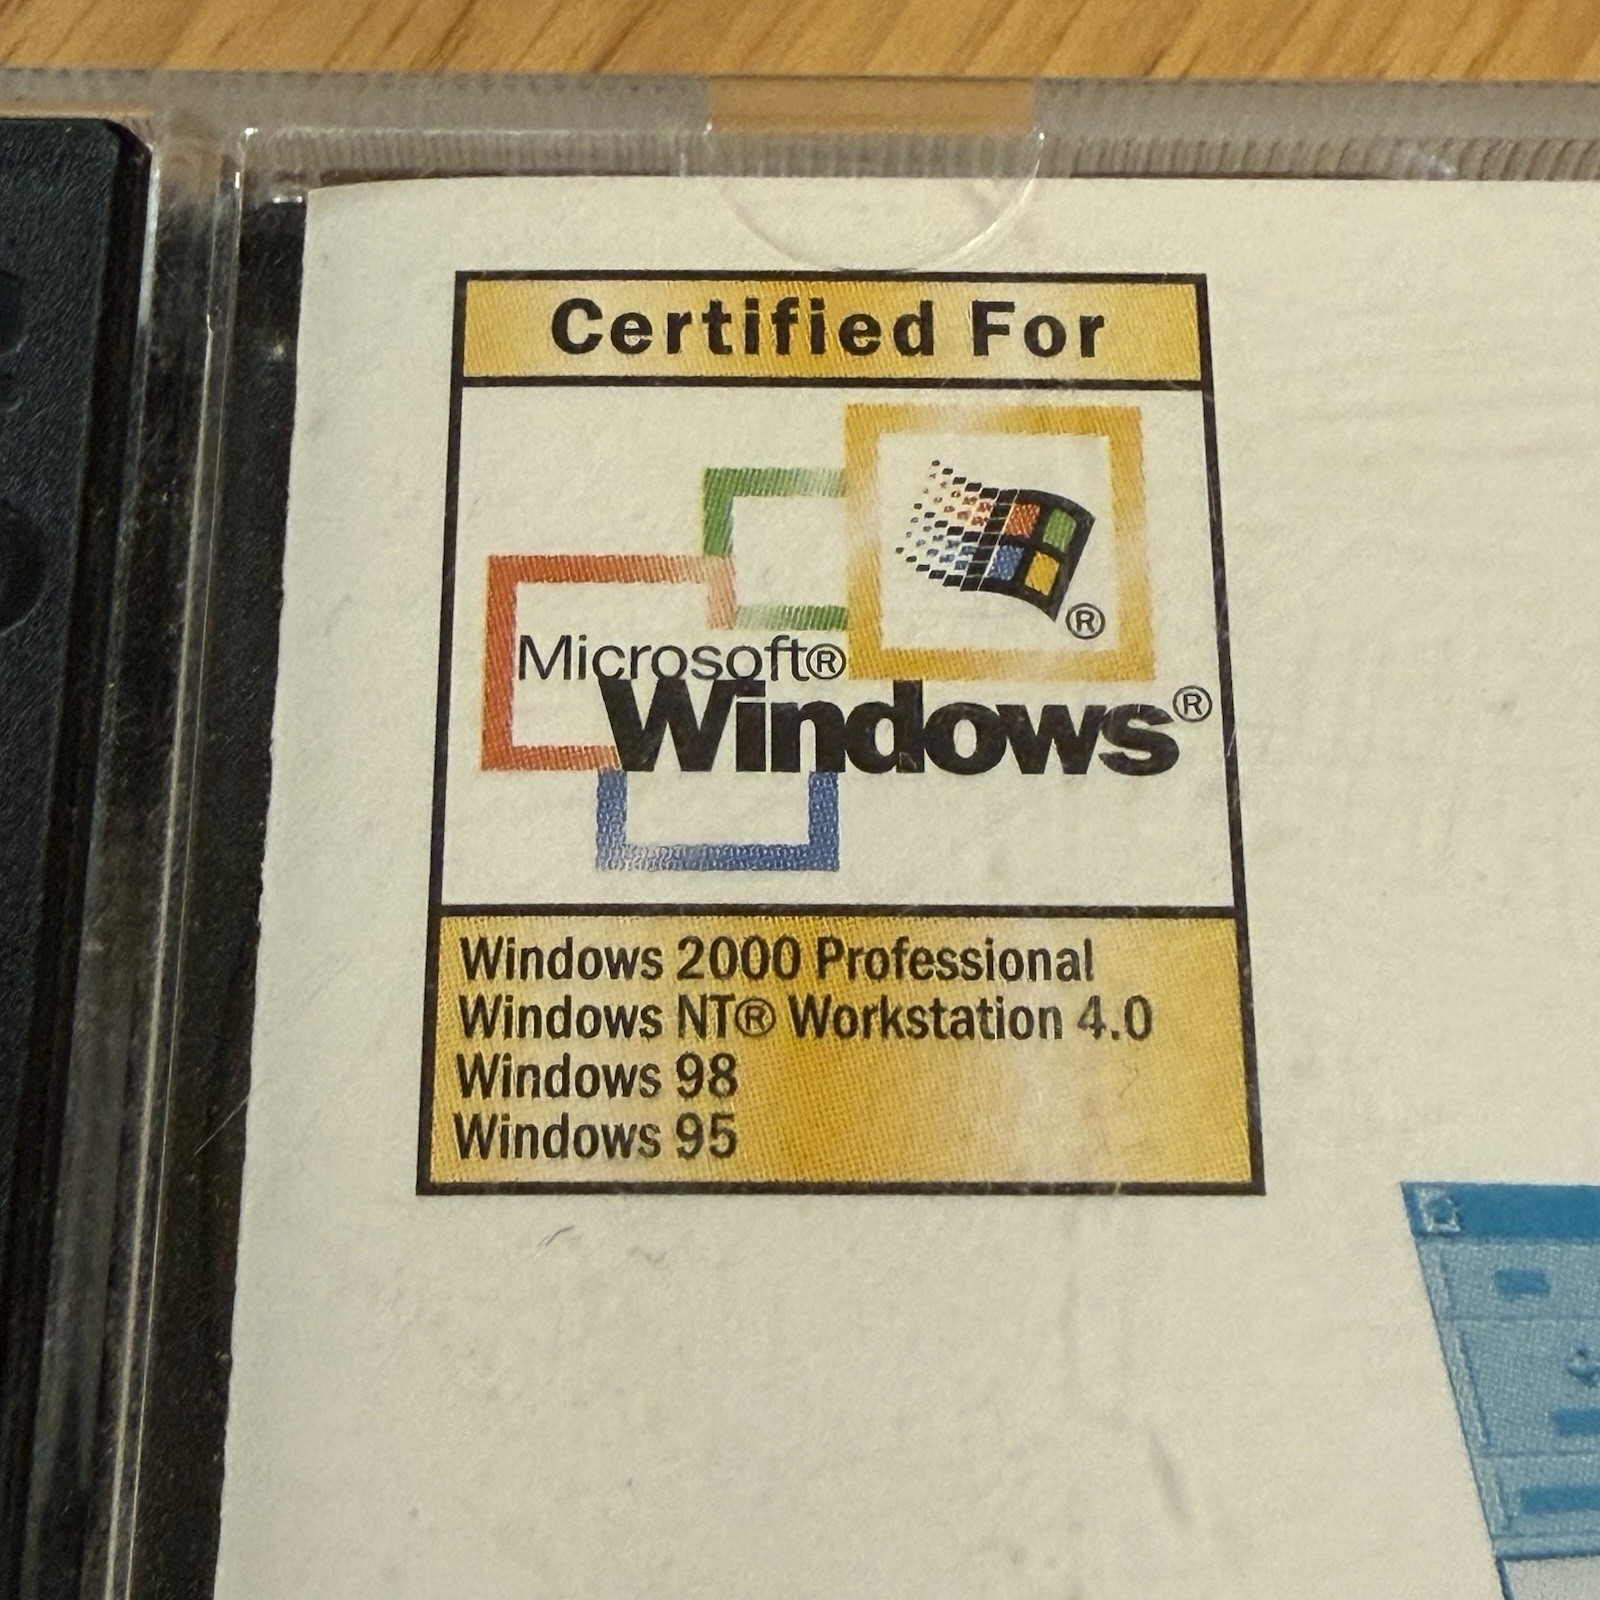 Certified For
®
Microsoft®
Windows®
Windows 2000 Professional
Windows NT® Workstation 4.0
Windows 98
Windows 95